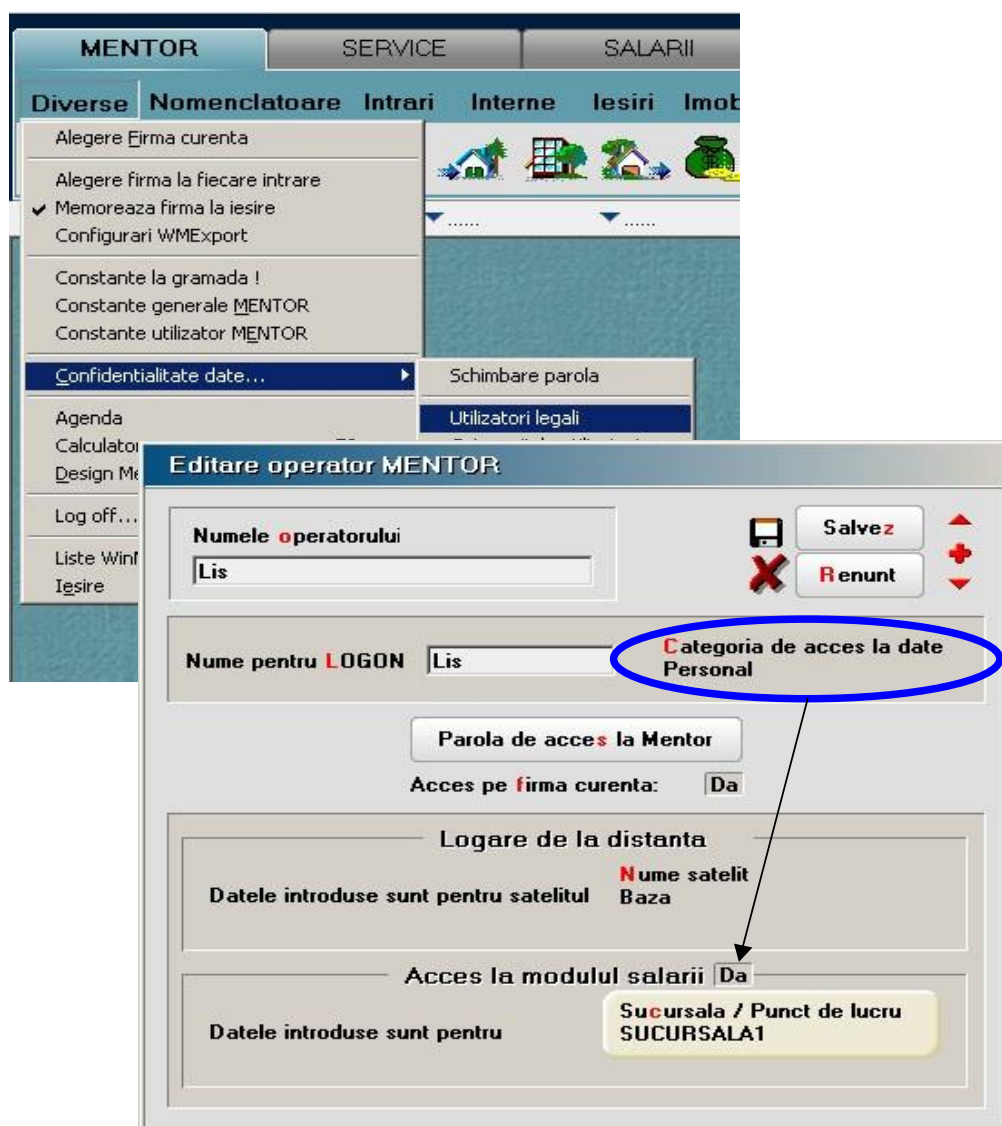 MENTOR SERVICE SALARII
Diverse Nomenclatoare Intrari Interne Iesiri Imob
Alegere Firma curenta
Alegere firma la fiecare intrare
Memoreaza firma la iesire
Configurari WMExport
......
......
Constante la gramada !
Constante generale MENTOR
Constante utilizator MENTOR
Confidentialitate date...
Schimbare parola
Utilizatori legali
Agenda
Calculator
Design Me
Log off...
Liste WinM
Iesire
Editare operator MENTOR
Numele operatorului
Lis
Salvez
Renunt
Nume pentru LOGON Lis
Categoria de acces la date
Personal
Parola de acces la Mentor
Acces pe firma curenta: Da
Logare de la distanta
Nume satelit
Datele introduse sunt pentru satelitul Baza
Acces la modulul salarii Da
Sucursala / Punct de lucru
Datele introduse sunt pentru SUCURSALA1